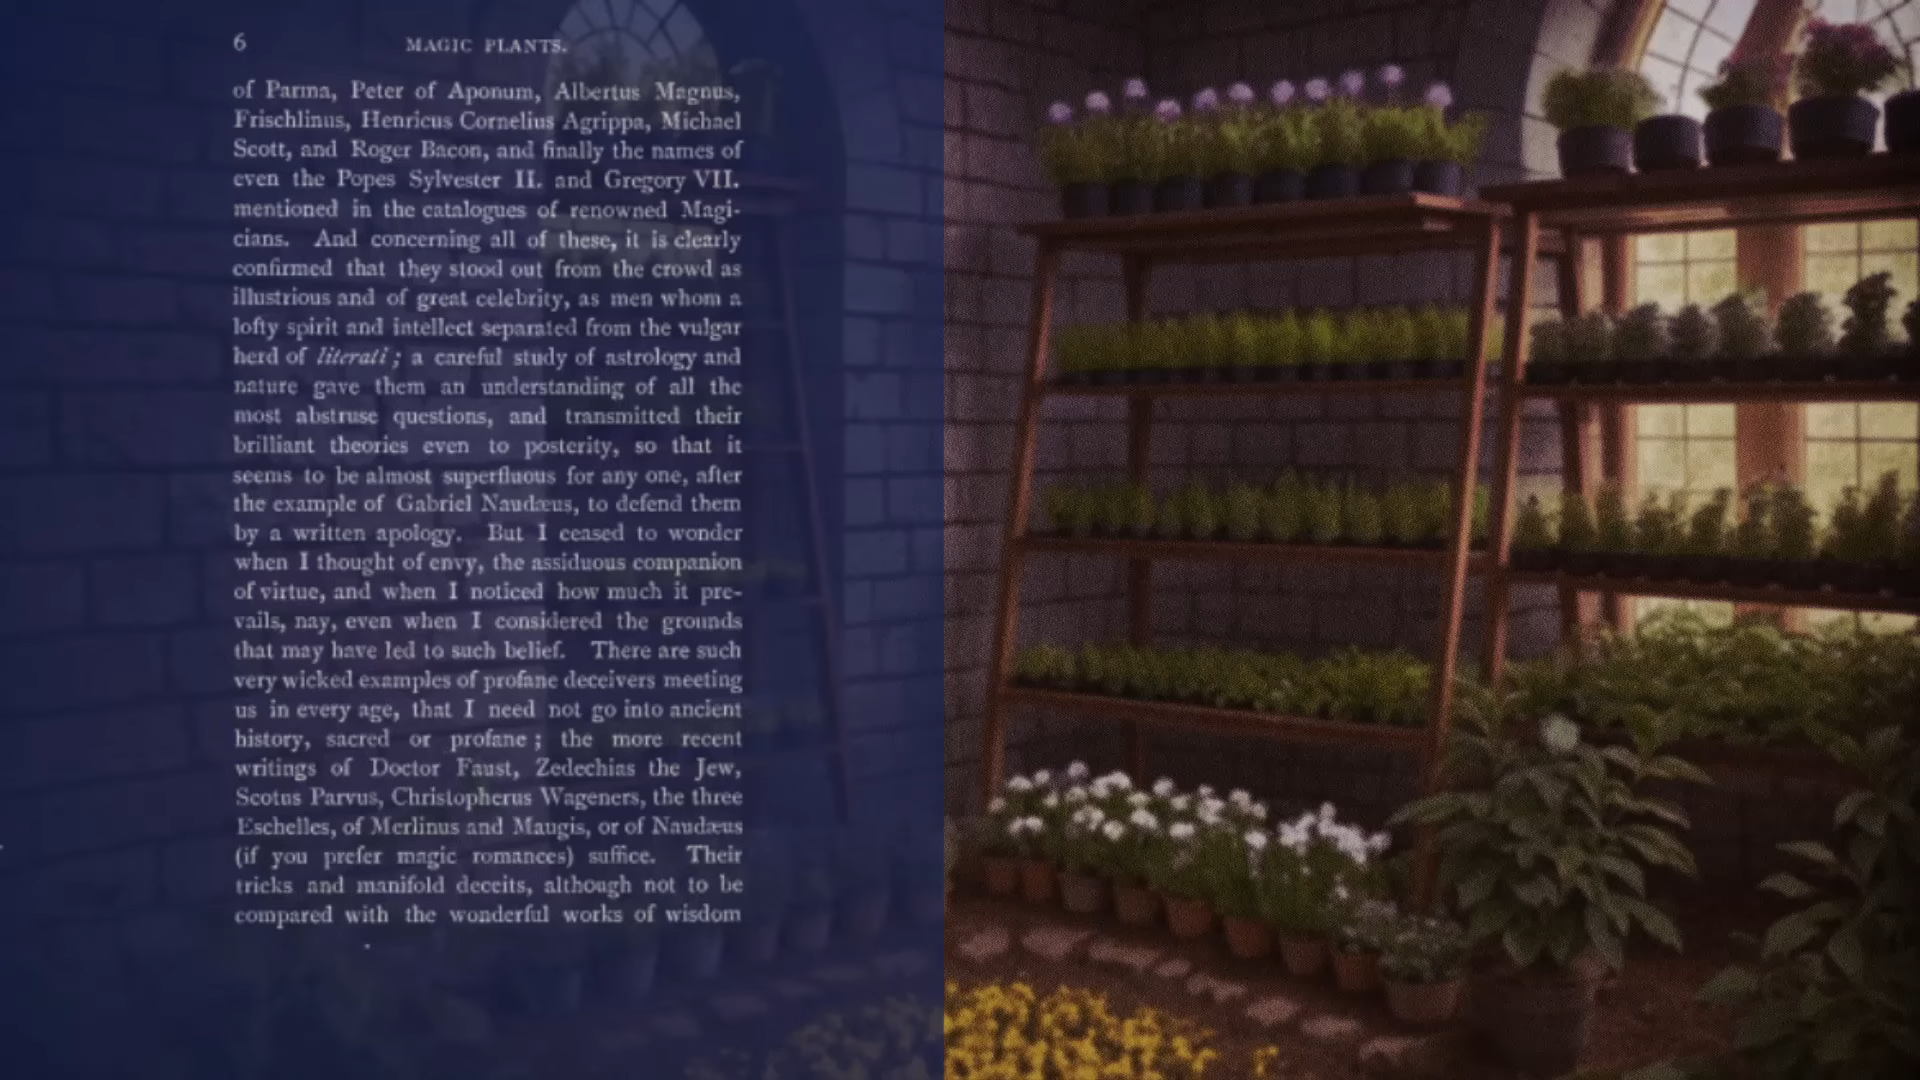 6 MAGIC PLANTS.
of Parma, Peter of Aponum, Albertus Magnus,
Frischlinus, Henricus Cornelius Agrippa, Michael
Scott, and Roger Bacon, and finally the names of
even the Popes Sylvester II. and Gregory VII.
mentioned in the catalogues of renowned Magi-
cians. And concerning all of these, it is clearly
confirmed that they stood out from the crowd as
illustrious and of great celebrity, as men whom a
lofty spirit and intellect separated from the vulgar
herd of literati; a careful study of astrology and
nature gave them an understanding of all the
most abstruse questions, and transmitted their
brilliant theories even to posterity, so that it
seems to be almost superfluous for any one, after
the example of Gabriel Naudæus, to defend them
by a written apology. But I ceased to wonder
when I thought of envy, the assiduous companion
of virtue, and when I noticed how much it pre-
vails, nay, even when I considered the grounds
that may have led to such belief. There are such
very wicked examples of profane deceivers meeting
us in every age, that I need not go into ancient
history, sacred or profane; the more recent
writings of Doctor Faust, Zedechias the Jew,
Scotus Parvus, Christopherus Wageners, the three
Eschelles, of Merlinus and Maugis, or of Naudæus
(if you prefer magic romances) suffice. Their
tricks and manifold deceits, although not to be
compared with the wonderful works of wisdom